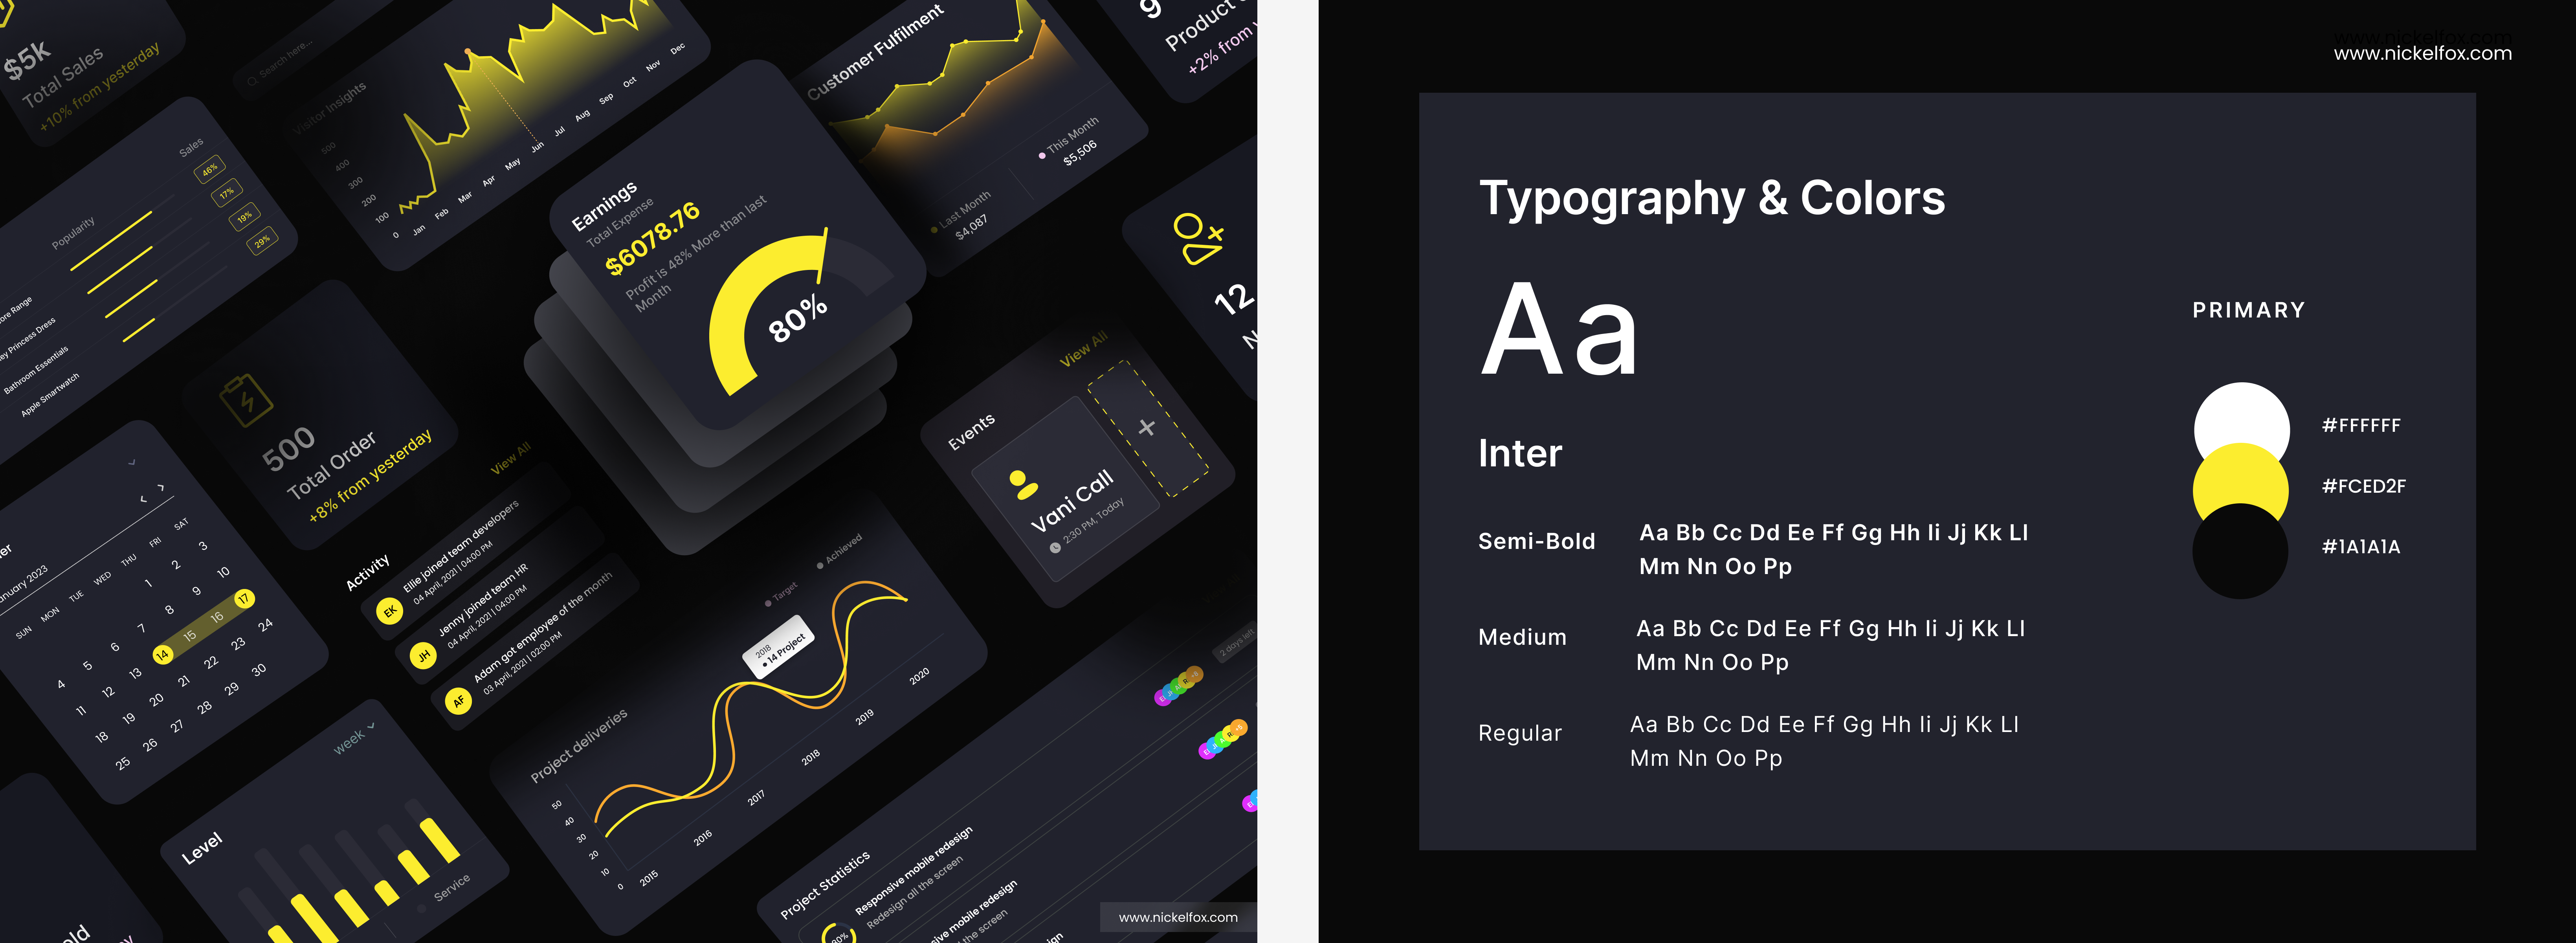 $5k
Total Sales
+10% from yesterday
Search here...
Visitor Insights
500
400
300
200
100
0
Jan
Feb
Mar
Apr
May
Jun
Jul
Aug
Sep
Oct
Nov
Dec
Customer Fulfilment
Last Month
$4,087
This Month
$5,506
9
Product
+2% from
Popularity
Sales
46%
17%
19%
29%
Range
Princess Dress
Bathroom Essentials
Apple Smartwatch
Earnings
Total Expense
$6078.76
Profit is 48% More than last
Month
80%
12
N
500
Total Order
+8% from yesterday
Events
View All
Vani Call
2:30 PM, Today
+
Activity
View All
EK
Ellie joined team developers
04 April, 2021 | 04:00 PM
JH
Jenny joined team HR
04 April, 2021 | 04:00 PM
AF
Adam got employee of the month
03 April, 2021 | 02:00 PM
2023
SUN MON TUE WED THU FRI SAT
1 2 3
4 5 6 7 8 9 10
11 12 13 14 15 16 17
18 19 20 21 22 23 24
25 26 27 28 29 30
Level
week
Service
Project deliveries
Target
Achieved
2018
14 Project
50
40
30
20
10
0
2015
2016
2017
2018
2019
2020
Project Statistics
Responsive mobile redesign
Redesign all the screen
mobile redesign
the screen
2 days left
www.nickelfox.com
www.nickelfox.com
www.nickelfox.com
Typography & Colors
Aa
Inter
Semi-Bold
Aa Bb Cc Dd Ee Ff Gg Hh Ii Jj Kk Ll
Mm Nn Oo Pp
Medium
Aa Bb Cc Dd Ee Ff Gg Hh Ii Jj Kk Ll
Mm Nn Oo Pp
Regular
Aa Bb Cc Dd Ee Ff Gg Hh Ii Jj Kk Ll
Mm Nn Oo Pp
PRIMARY
#FFFFFF
#FCED2F
#1A1A1A